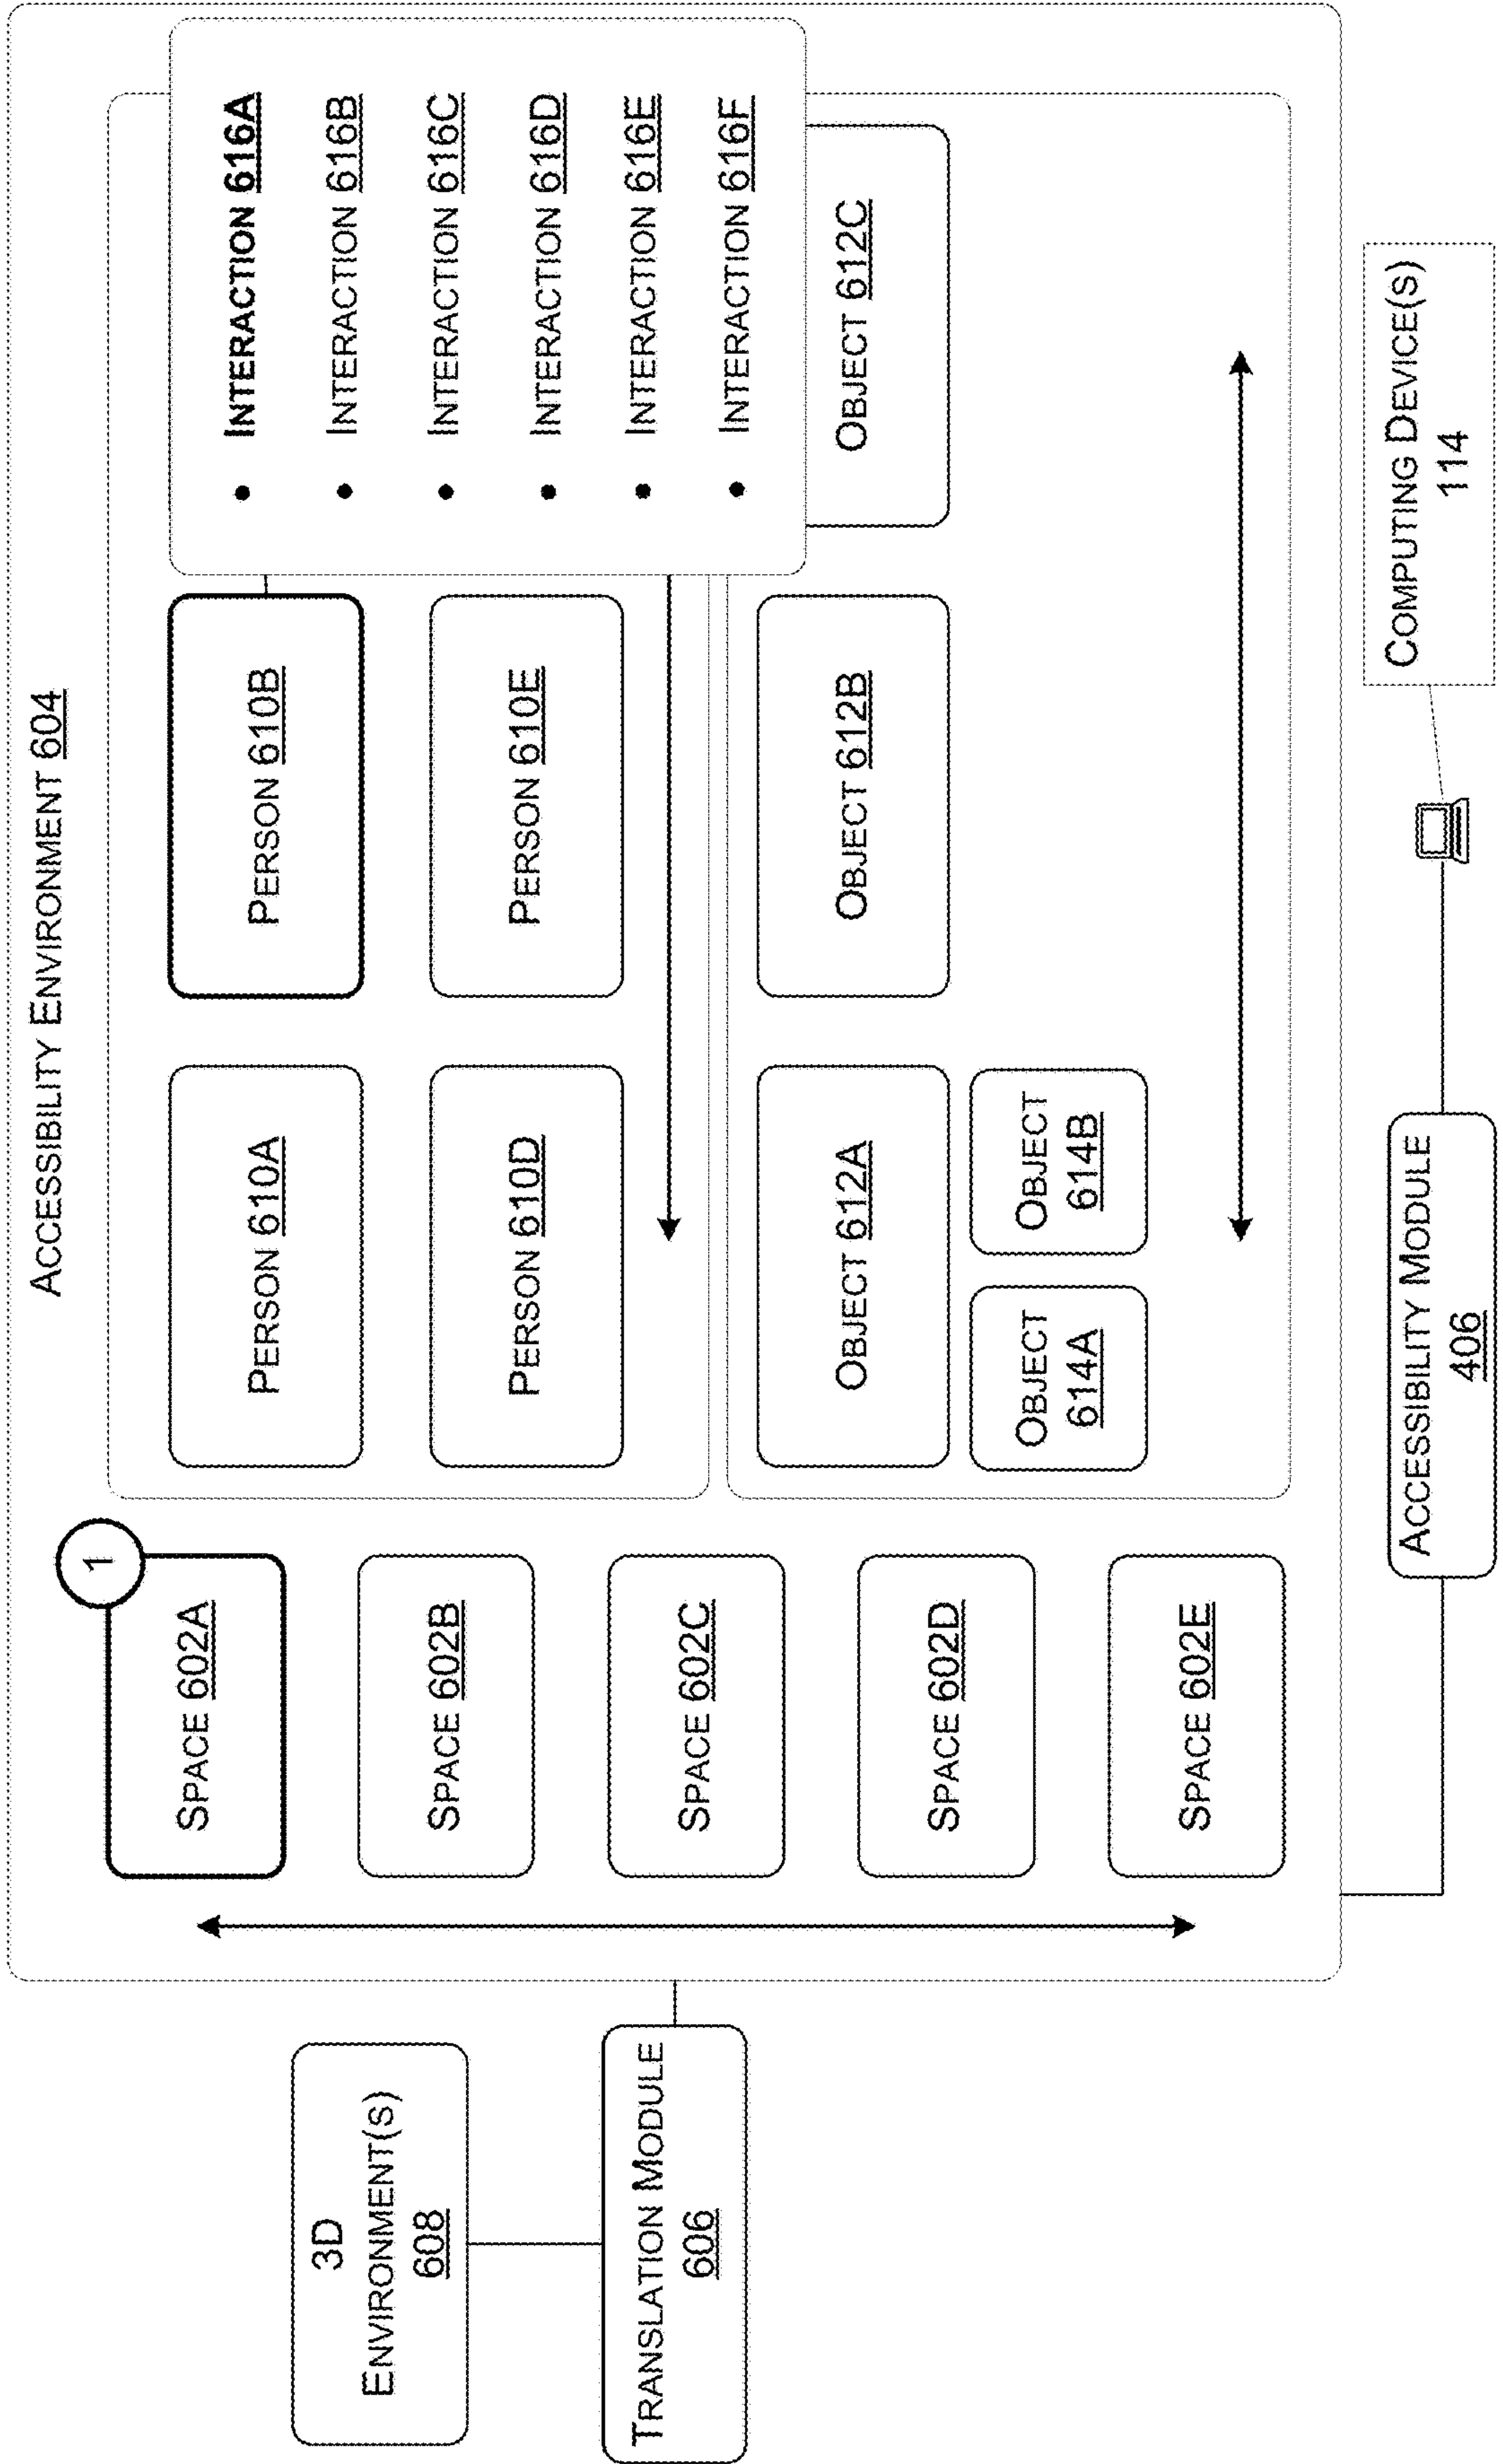 ACCESSIBILITY ENVIRONMENT 604
3D
ENVIRONMENT(S)
608
TRANSLATION MODULE
606
1
SPACE 602A
SPACE 602B
SPACE 602C
SPACE 602D
SPACE 602E
PERSON 610A
PERSON 610B
PERSON 610D
PERSON 610E
• INTERACTION 616A
• INTERACTION 616B
• INTERACTION 616C
• INTERACTION 616D
• INTERACTION 616E
• INTERACTION 616F
OBJECT 612A
OBJECT 612B
OBJECT 612C
OBJECT
614A
OBJECT
614B
ACCESSIBILITY MODULE
406
COMPUTING DEVICE(S)
114